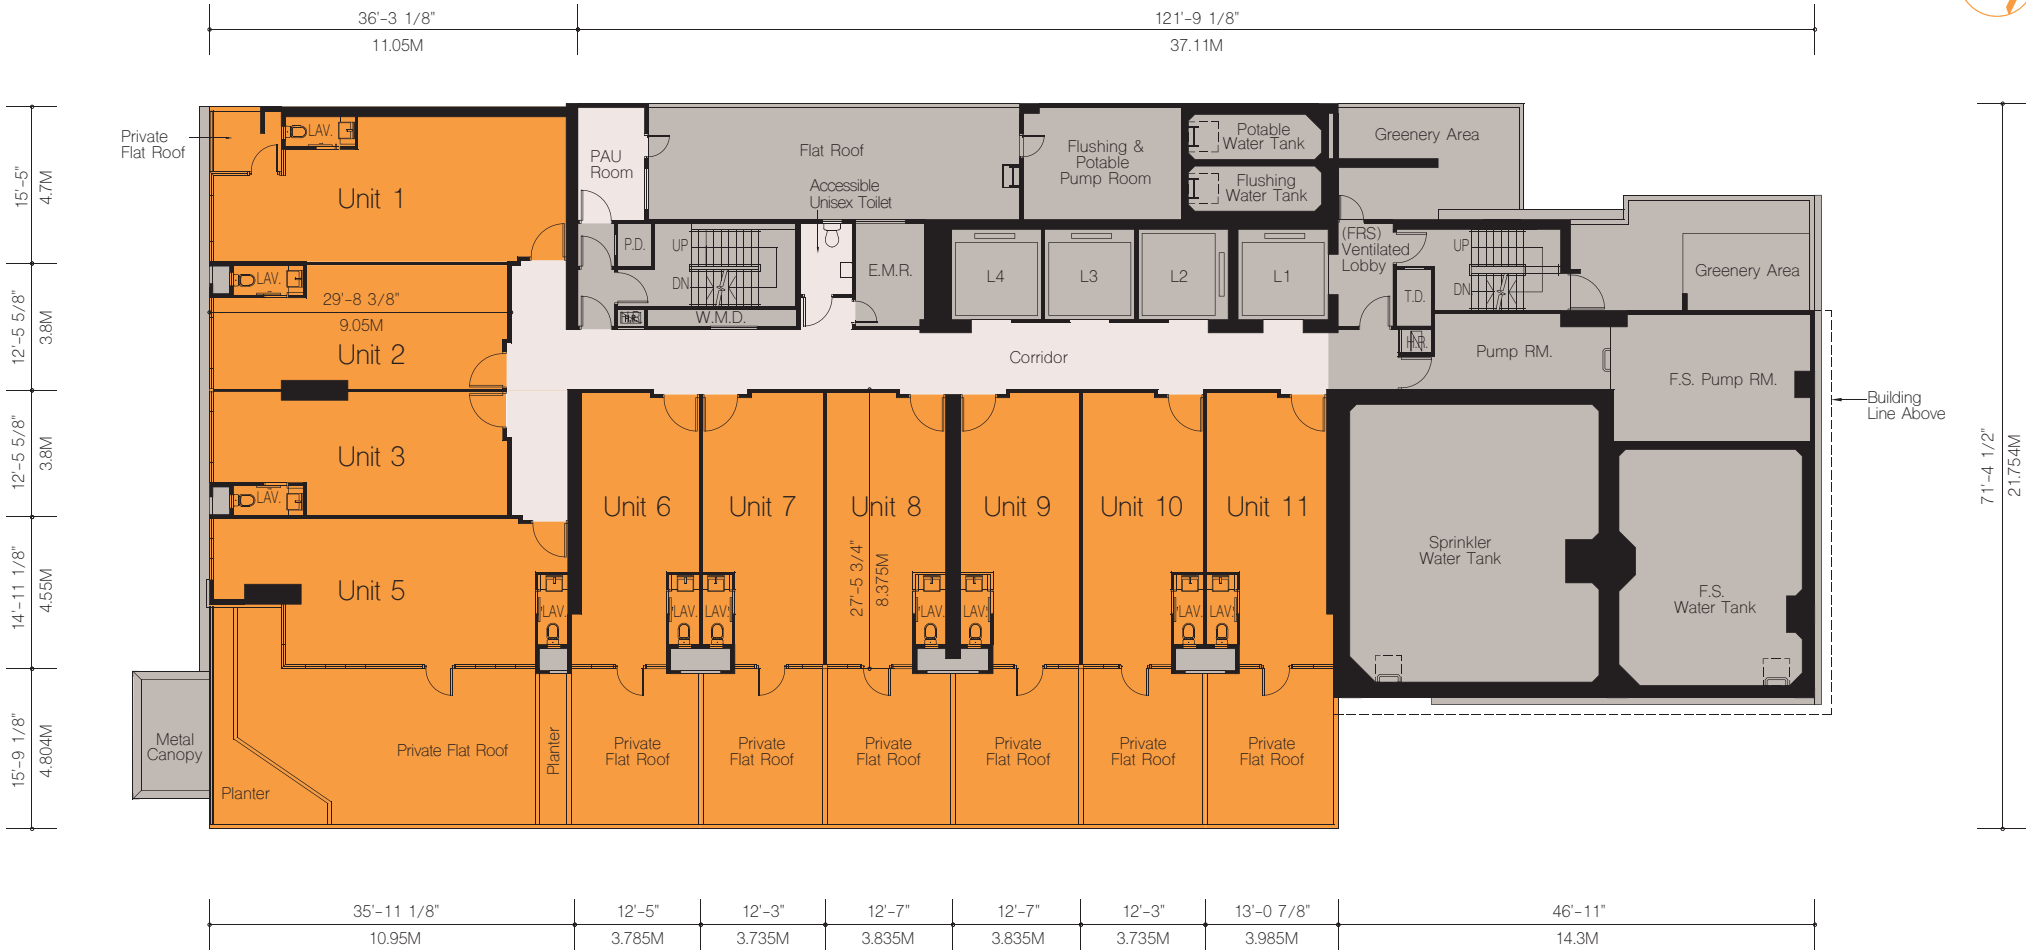 36'-3 1/8"
11.05M
121'-9 1/8"
37.11M
15'-5"
4.7M
12'-5 5/8"
3.8M
12'-5 5/8"
3.8M
14'-11 1/8"
4.55M
15'-9 1/8"
4.804M
Private
Flat Roof
LAV.
Unit 1
PAU
Room
Flat Roof
Accessible
Unisex Toilet
Flushing &
Potable
Pump Room
Potable
Water Tank
Flushing
Water Tank
Greenery Area
(FRS)
Ventilated
Lobby
UP
DN
Greenery Area
P.D.
UP
DN
E.M.R.
L4
L3
L2
L1
T.D.
H.R.
W.M.D.
H.R.
LAV.
29'-8 3/8"
9.05M
Unit 2
Corridor
Pump RM.
F.S. Pump RM.
Building
Line Above
71'-4 1/2"
21.754M
Unit 3
LAV.
Unit 5
LAV.
Unit 6
LAV.
Unit 7
LAV.
Unit 8
LAV.
27'-5 3/4"
8.375M
Unit 9
LAV.
Unit 10
LAV.
Unit 11
LAV.
Sprinkler
Water Tank
F.S.
Water Tank
Metal
Canopy
Planter
Private Flat Roof
Planter
Private
Flat Roof
Private
Flat Roof
Private
Flat Roof
Private
Flat Roof
Private
Flat Roof
Private
Flat Roof
35'-11 1/8"
10.95M
12'-5"
3.785M
12'-3"
3.735M
12'-7"
3.835M
12'-7"
3.835M
12'-3"
3.735M
13'-0 7/8"
3.985M
46'-11"
14.3M